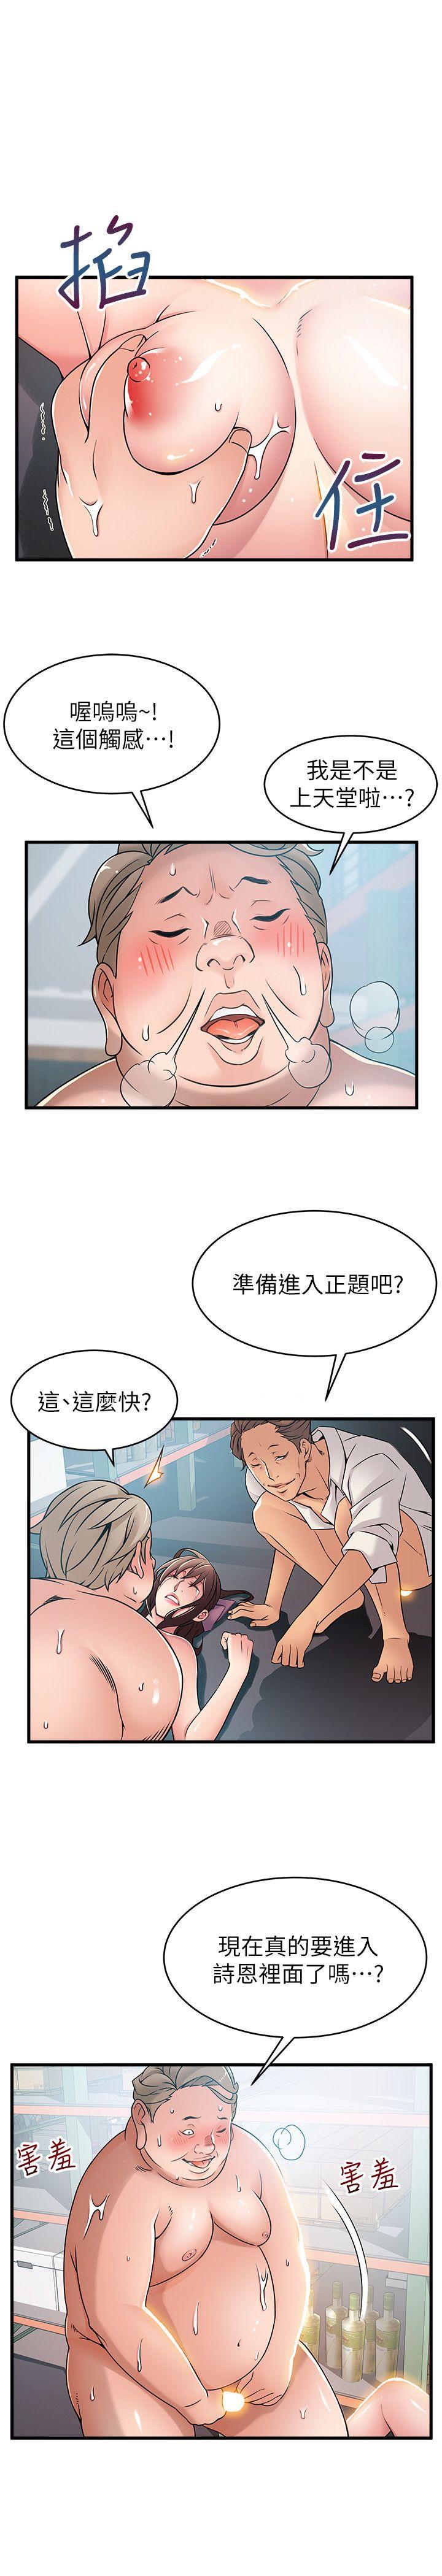 掐
住
喔嗚嗚~!
這個觸感⋯!
我是不是
上天堂啦⋯?
準備進入正題吧?
這、這麼快?
現在真的要進入
詩恩裡面了嗎⋯?
害羞
害羞